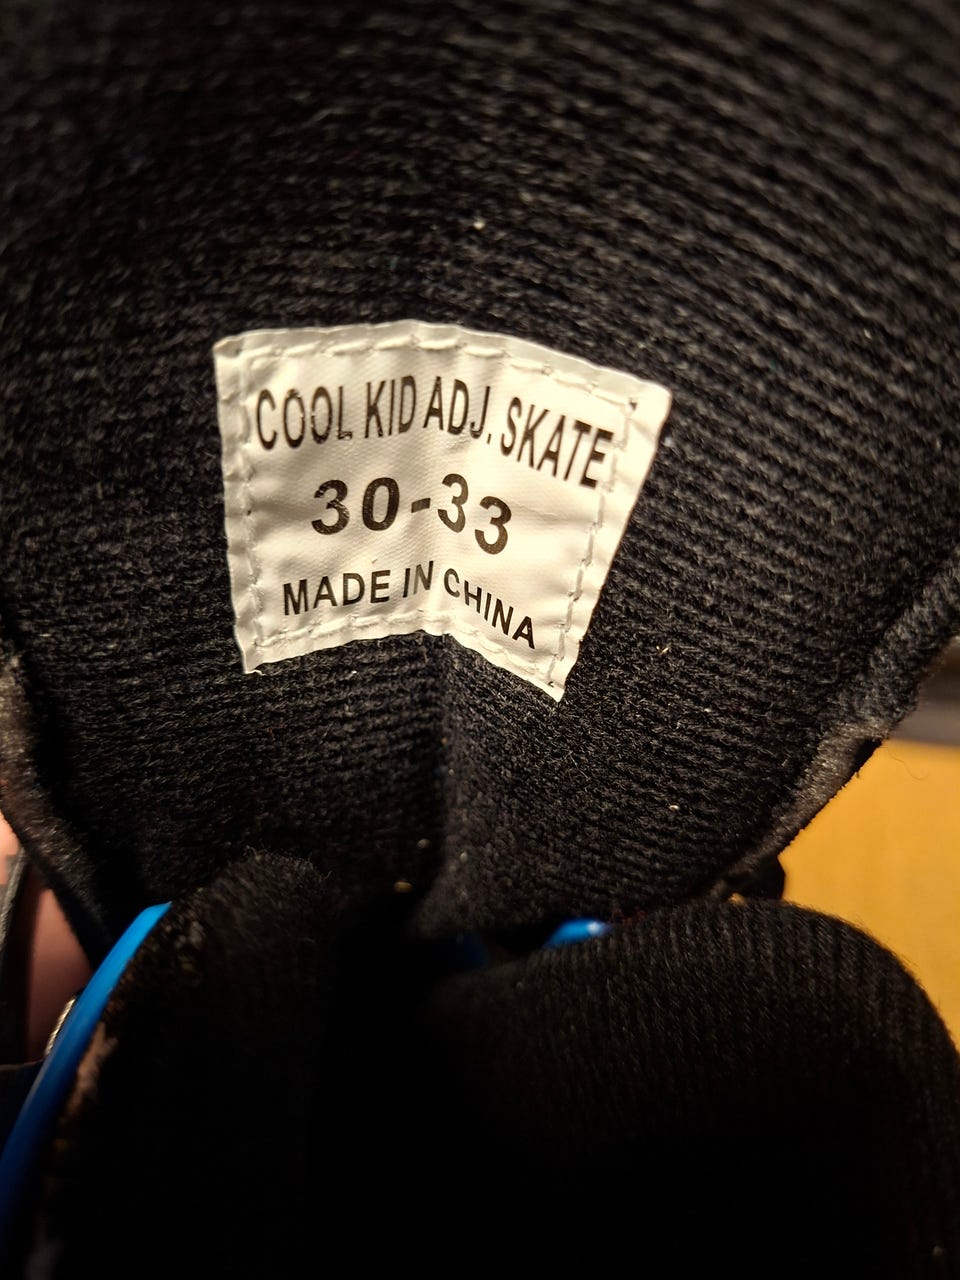 COOL KID ADJ. SKATE
30-33
MADE IN CHINA